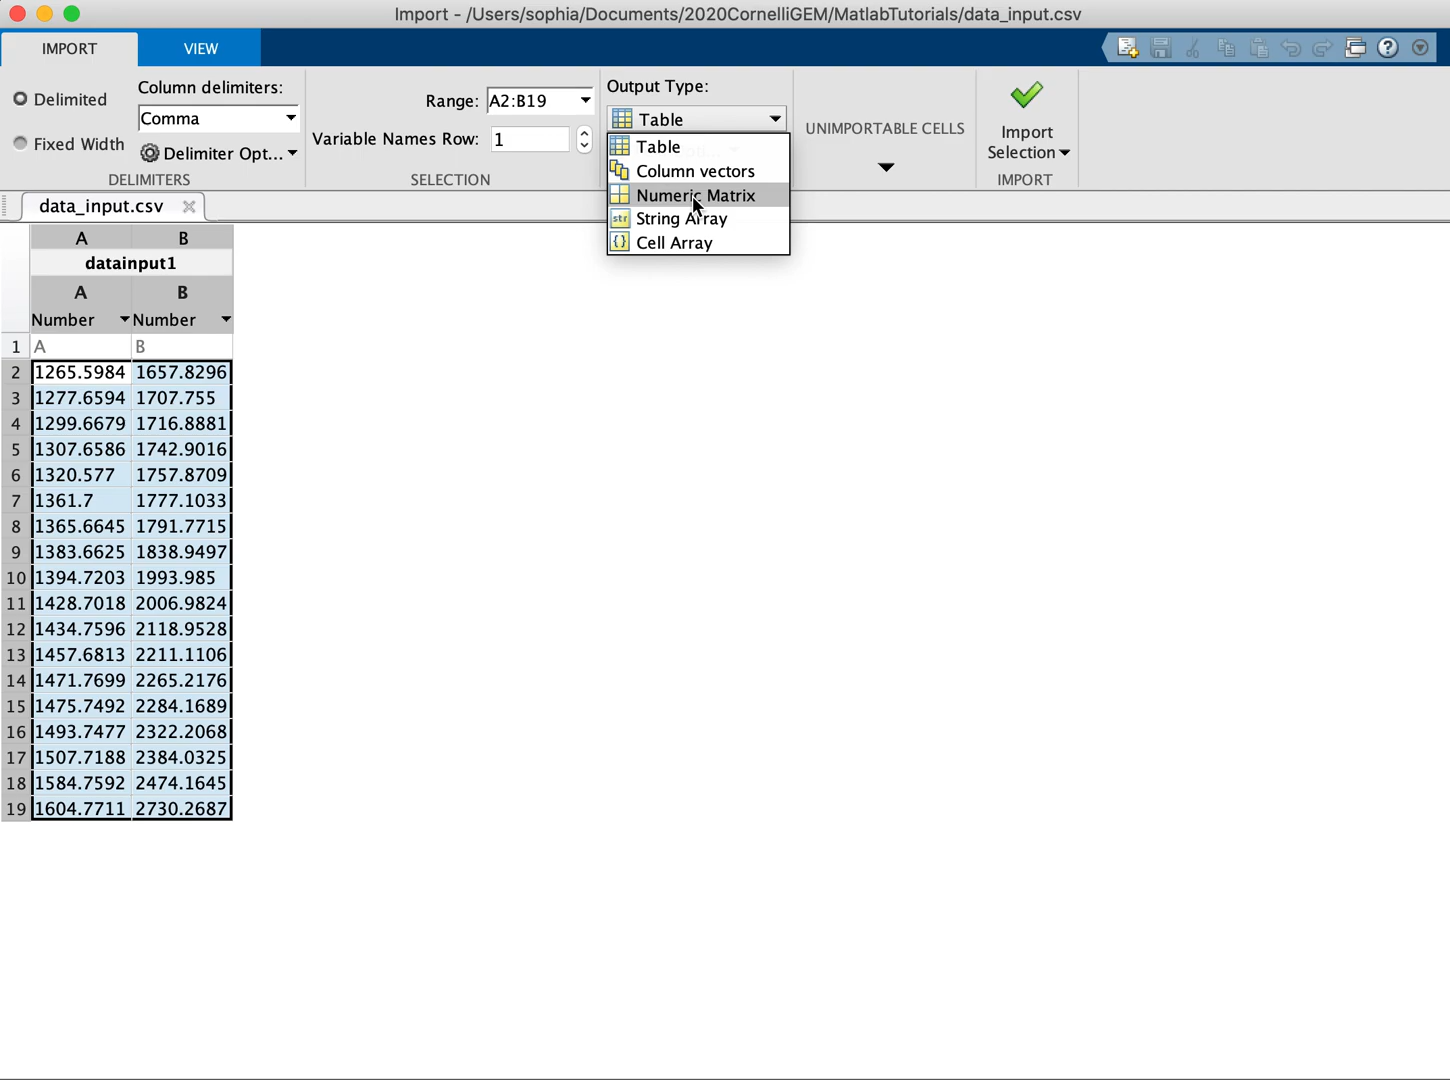 Import - /Users/sophia/Documents/2020CornelliGEM/MatlabTutorials/data_input.csv
IMPORT VIEW
Delimited
Fixed Width
Column delimiters:
Comma
Delimiter Opt...
DELIMITERS
Range: A2:B19
Variable Names Row: 1
SELECTION
Output Type:
Table
Table
Column vectors
Numeric Matrix
String Array
Cell Array
UNIMPORTABLE CELLS
Import
Selection
IMPORT
data_input.csv
A B
datainput1
A B
Number Number
1 A B
2 1265.5984 1657.8296
3 1277.6594 1707.755
4 1299.6679 1716.8881
5 1307.6586 1742.9016
6 1320.577 1757.8709
7 1361.7 1777.1033
8 1365.6645 1791.7715
9 1383.6625 1838.9497
10 1394.7203 1993.985
11 1428.7018 2006.9824
12 1434.7596 2118.9528
13 1457.6813 2211.1106
14 1471.7699 2265.2176
15 1475.7492 2284.1689
16 1493.7477 2322.2068
17 1507.7188 2384.0325
18 1584.7592 2474.1645
19 1604.7711 2730.2687